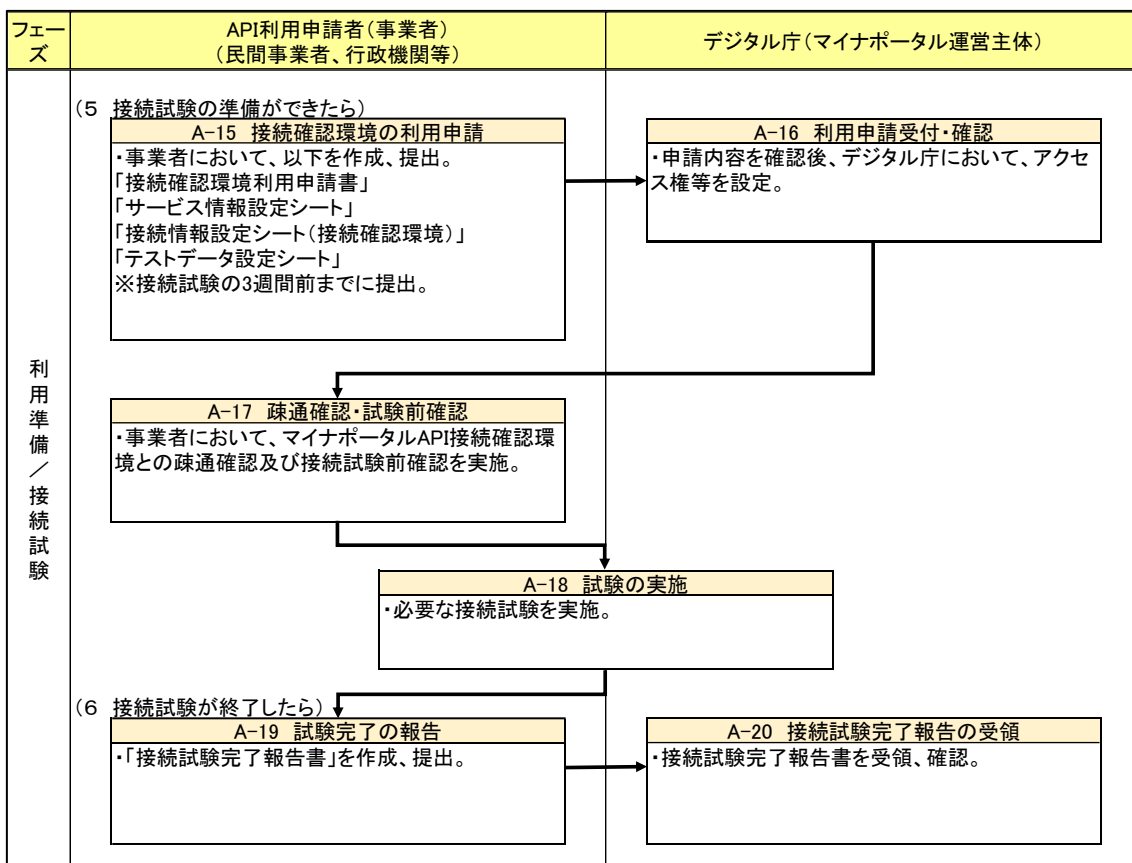 フェー
ズ
API利用申請者(事業者)
(民間事業者、行政機関等)
デジタル庁(マイナポータル運営主体)
利用準備/接続試験
(5 接続試験の準備ができたら)
A-15 接続確認環境の利用申請
・事業者において、以下を作成、提出。
「接続確認環境利用申請書」
「サービス情報設定シート」
「接続情報設定シート(接続確認環境)」
「テストデータ設定シート」
※接続試験の3週間前までに提出。
A-16 利用申請受付・確認
・申請内容を確認後、デジタル庁において、アクセ
ス権等を設定。
A-17 疎通確認・試験前確認
・事業者において、マイナポータルAPI接続確認環
境との疎通確認及び接続試験前確認を実施。
A-18 試験の実施
・必要な接続試験を実施。
(6 接続試験が終了したら)
A-19 試験完了の報告
・「接続試験完了報告書」を作成、提出。
A-20 接続試験完了報告の受領
・接続試験完了報告書を受領、確認。